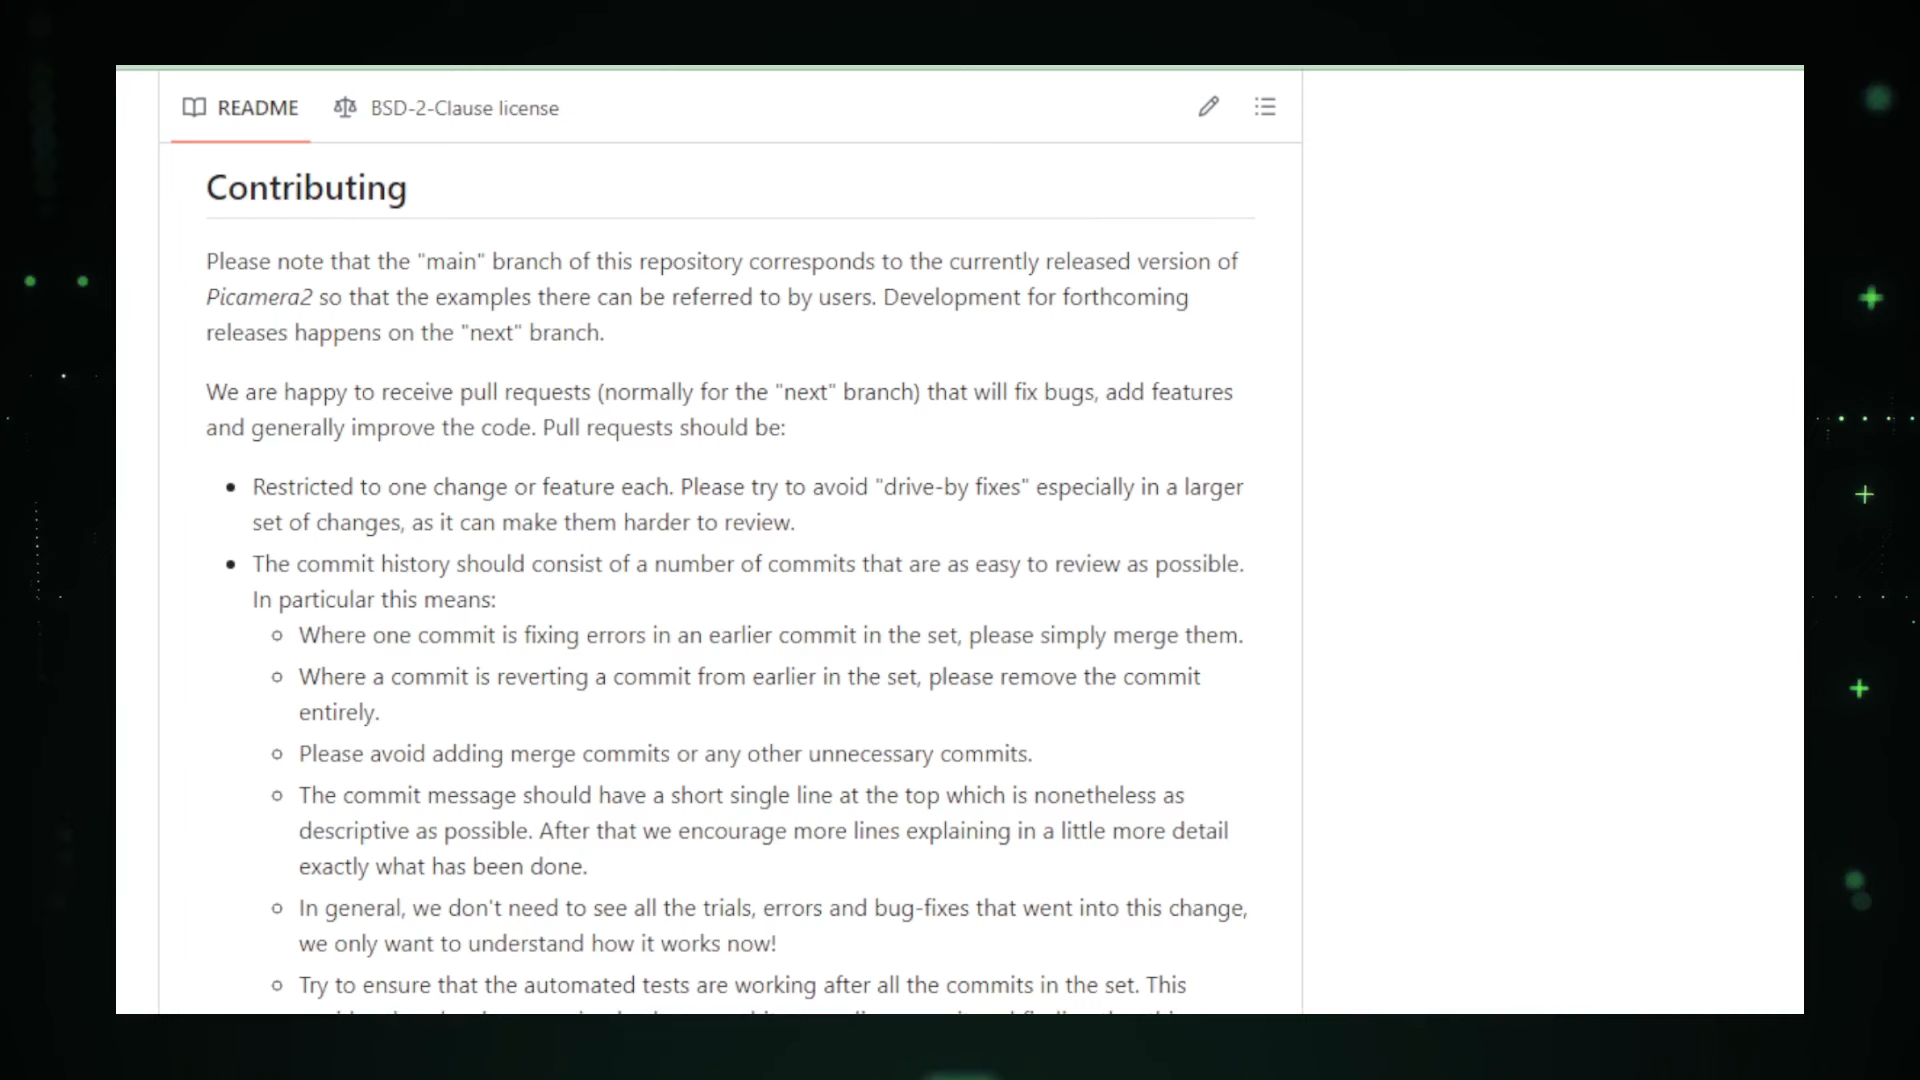 README
BSD-2-Clause license
Contributing
Please note that the "main" branch of this repository corresponds to the currently released version of
Picamera2 so that the examples there can be referred to by users. Development for forthcoming
releases happens on the "next" branch.
We are happy to receive pull requests (normally for the "next" branch) that will fix bugs, add features
and generally improve the code. Pull requests should be:
Restricted to one change or feature each. Please try to avoid "drive-by fixes" especially in a larger
set of changes, as it can make them harder to review.
The commit history should consist of a number of commits that are as easy to review as possible.
In particular this means:
Where one commit is fixing errors in an earlier commit in the set, please simply merge them.
Where a commit is reverting a commit from earlier in the set, please remove the commit
entirely.
Please avoid adding merge commits or any other unnecessary commits.
The commit message should have a short single line at the top which is nonetheless as
descriptive as possible. After that we encourage more lines explaining in a little more detail
exactly what has been done.
In general, we don't need to see all the trials, errors and bug-fixes that went into this change,
we only want to understand how it works now!
Try to ensure that the automated tests are working after all the commits in the set. This